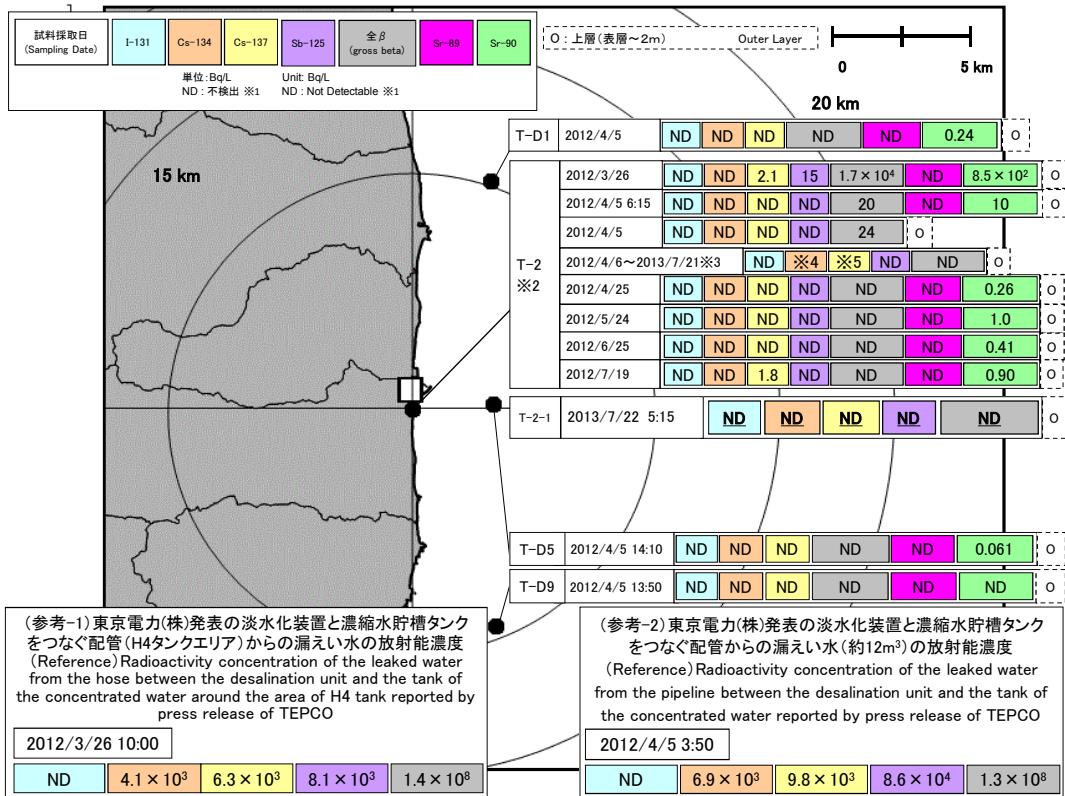 試料採取日
(Sampling Date)
I-131
Cs-134
Cs-137
Sb-125
全β
(gross beta)
Sr-89
Sr-90
単位:Bq/L
Unit: Bq/L
ND : 不検出 ※1
ND : Not Detectable ※1
O : 上層(表層～2m) Outer Layer
0 5 km
20 km
15 km
T-D1 2012/4/5 ND ND ND ND ND 0.24 O
T-2
※2
2012/3/26 ND ND 2.1 15 1.7 × 10⁴ ND 8.5 × 10² O
2012/4/5 6:15 ND ND ND ND 20 ND 10 O
2012/4/5 ND ND ND ND 24 O
2012/4/6～2013/7/21※3 ND ※4 ※5 ND ND O
2012/4/25 ND ND ND ND ND ND 0.26 O
2012/5/24 ND ND ND ND ND ND 1.0 O
2012/6/25 ND ND ND ND ND ND 0.41 O
2012/7/19 ND ND 1.8 ND ND ND 0.90 O
T-2-1 2013/7/22 5:15 ND ND ND ND ND O
T-D5 2012/4/5 14:10 ND ND ND ND ND 0.061 O
T-D9 2012/4/5 13:50 ND ND ND ND ND ND O
(参考-1)東京電力(株)発表の淡水化装置と濃縮水貯槽タンク
をつなぐ配管(H4タンクエリア)からの漏えい水の放射能濃度
(Reference)Radioactivity concentration of the leaked water
from the hose between the desalination unit and the tank of
the concentrated water around the area of H4 tank reported by
press release of TEPCO
2012/3/26 10:00
ND 4.1 × 10³ 6.3 × 10³ 8.1 × 10³ 1.4 × 10⁸
(参考-2)東京電力(株)発表の淡水化装置と濃縮水貯槽タンク
をつなぐ配管からの漏えい水(約12m³)の放射能濃度
(Reference)Radioactivity concentration of the leaked water
from the pipeline between the desalination unit and the tank of
the concentrated water reported by press release of TEPCO
2012/4/5 3:50
ND 6.9 × 10³ 9.8 × 10³ 8.6 × 10⁴ 1.3 × 10⁸